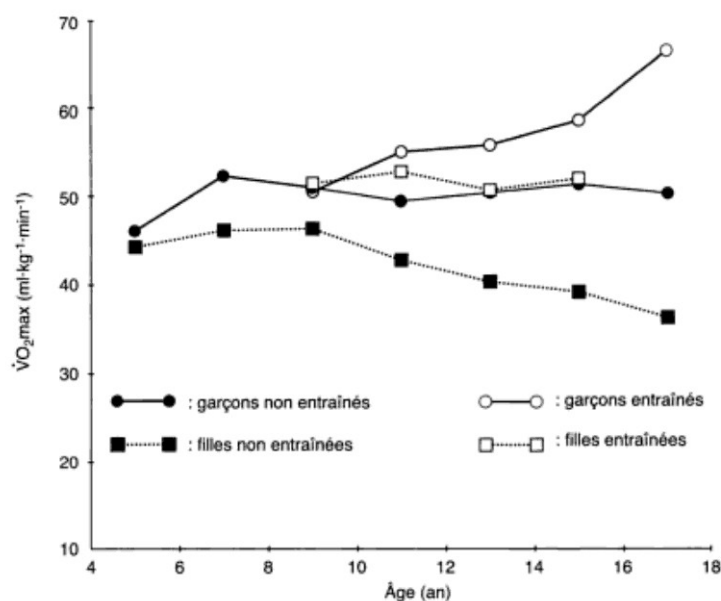 70
60
50
40
30
20
10
V̇O₂max (ml·kg⁻¹·min⁻¹)
: garçons non entraînés
: garçons entraînés
: filles non entraînées
: filles entraînées
4 6 8 10 12 14 16 18
Âge (an)